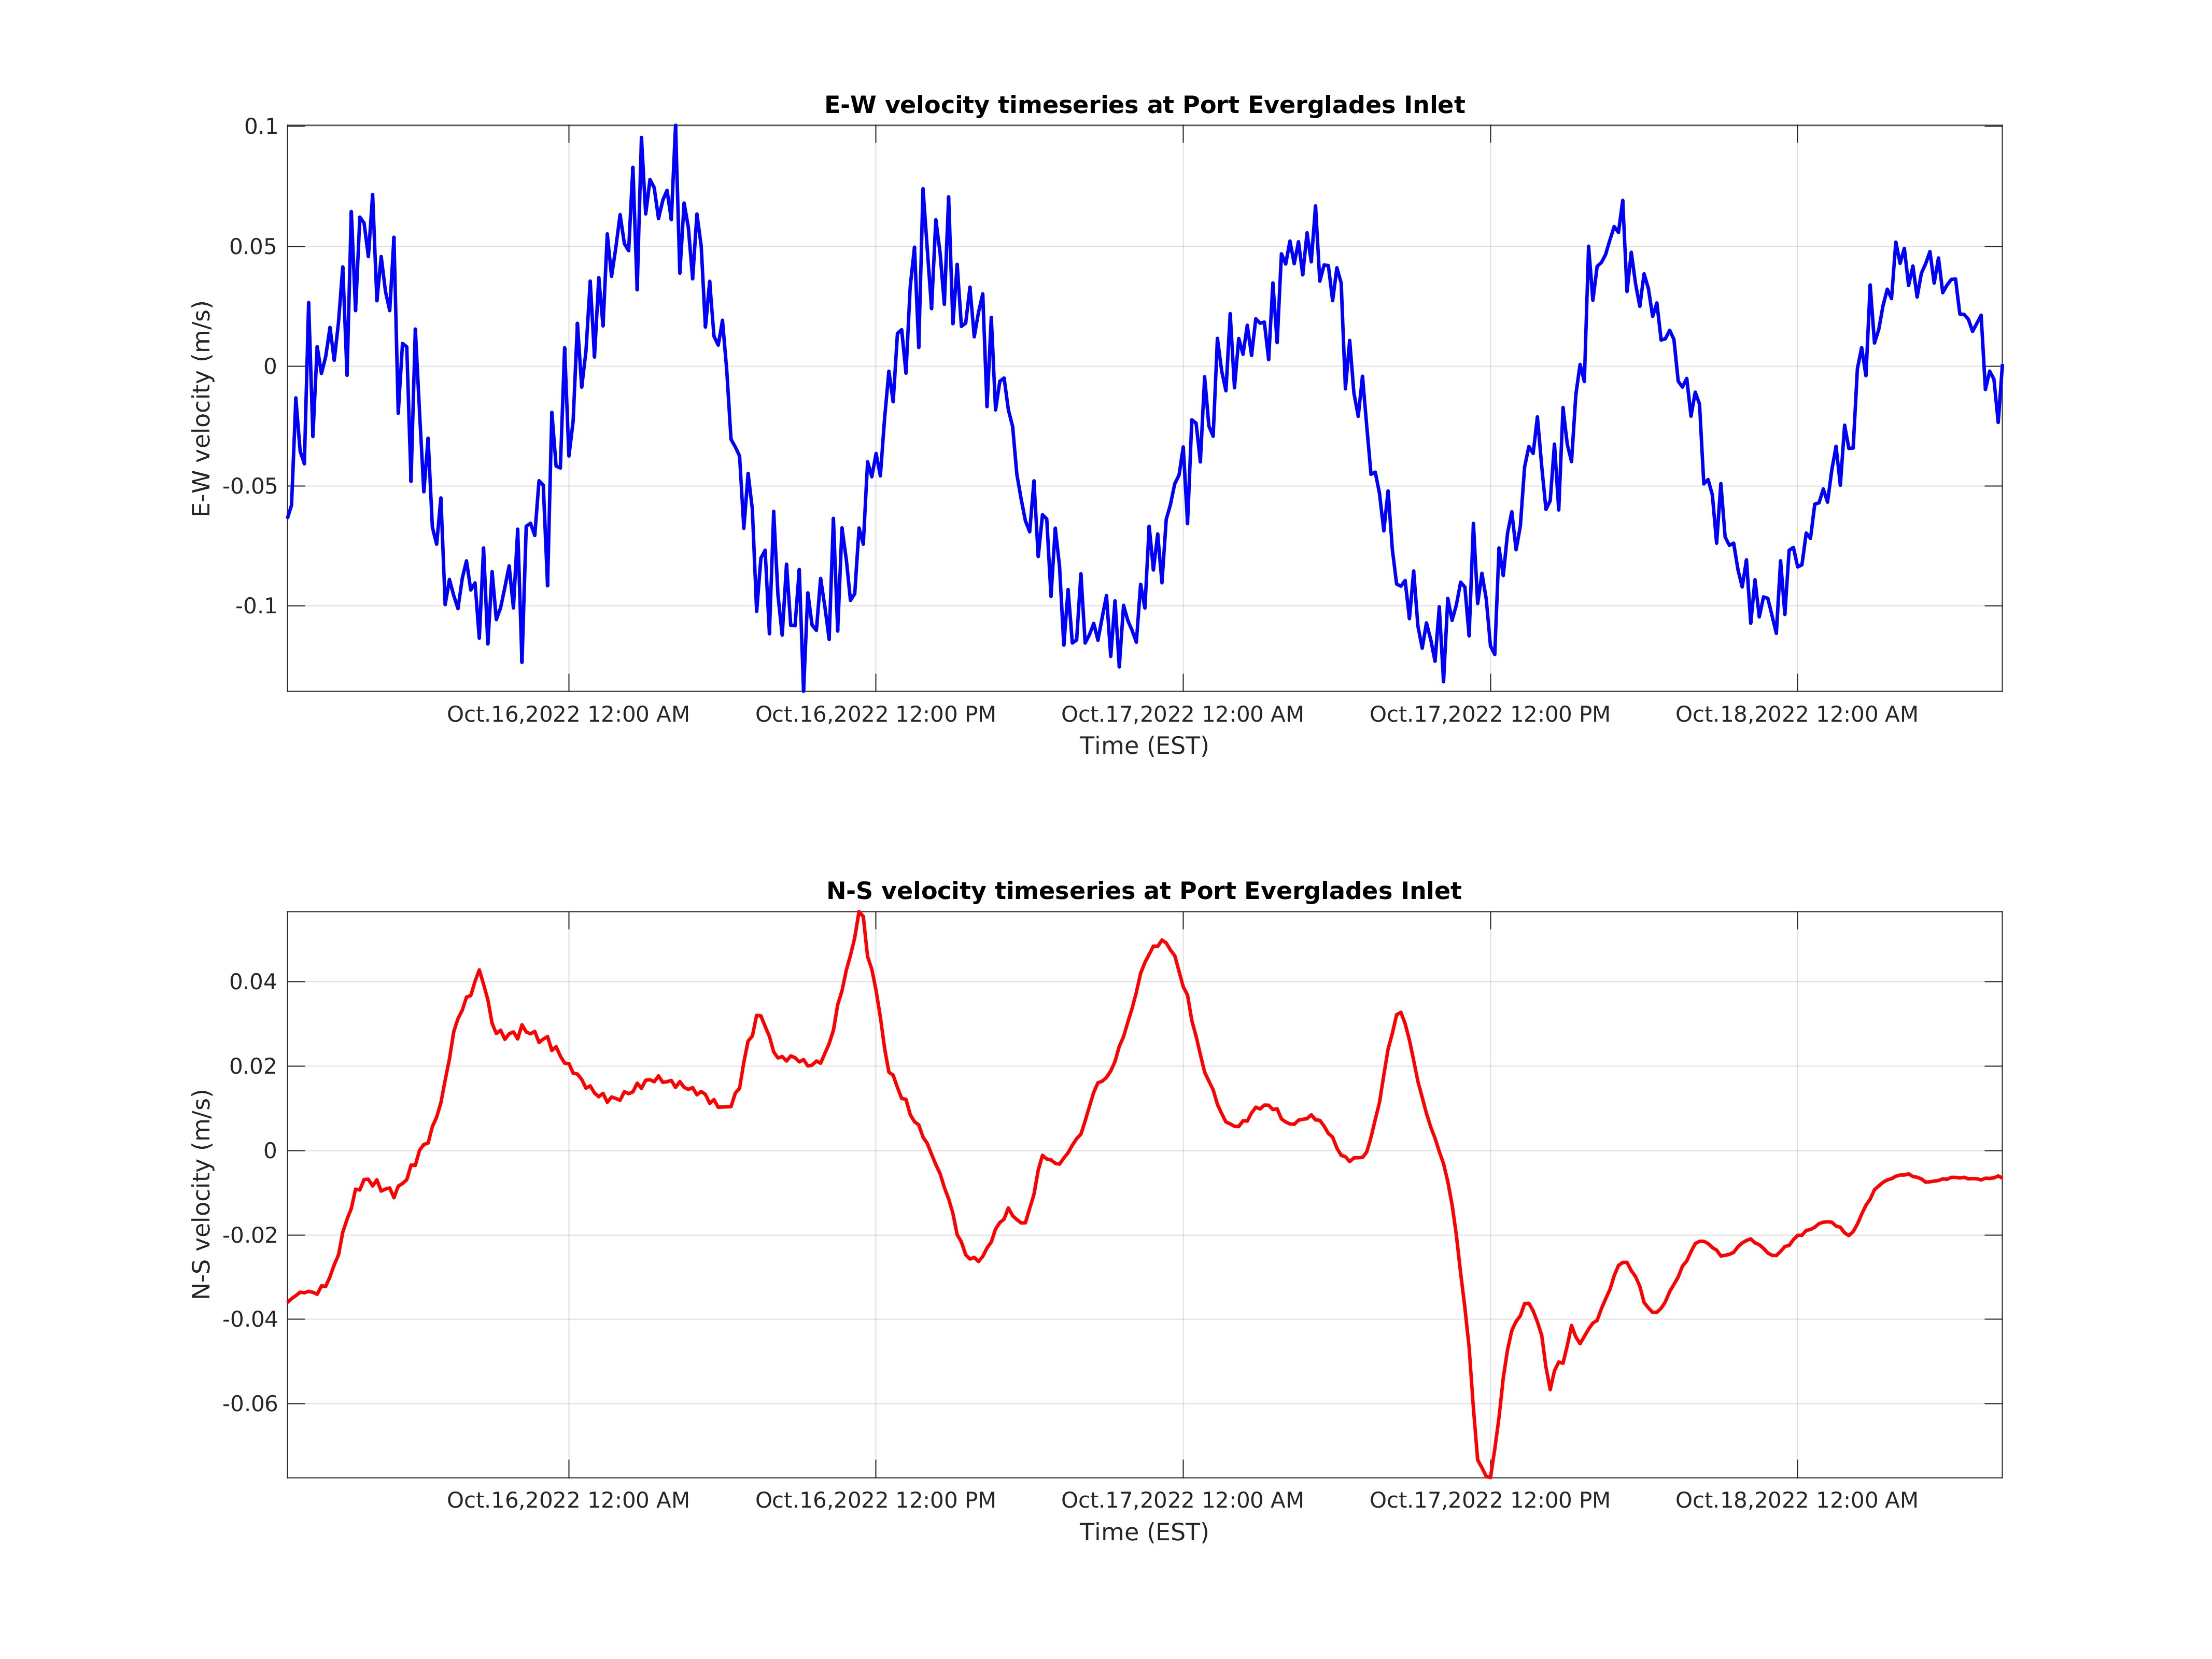 E-W velocity timeseries at Port Everglades Inlet
E-W velocity (m/s)
0.1
0.05
0
-0.05
-0.1
Oct.16,2022 12:00 AM
Oct.16,2022 12:00 PM
Oct.17,2022 12:00 AM
Oct.17,2022 12:00 PM
Oct.18,2022 12:00 AM
Time (EST)
N-S velocity timeseries at Port Everglades Inlet
N-S velocity (m/s)
0.04
0.02
0
-0.02
-0.04
-0.06
Oct.16,2022 12:00 AM
Oct.16,2022 12:00 PM
Oct.17,2022 12:00 AM
Oct.17,2022 12:00 PM
Oct.18,2022 12:00 AM
Time (EST)